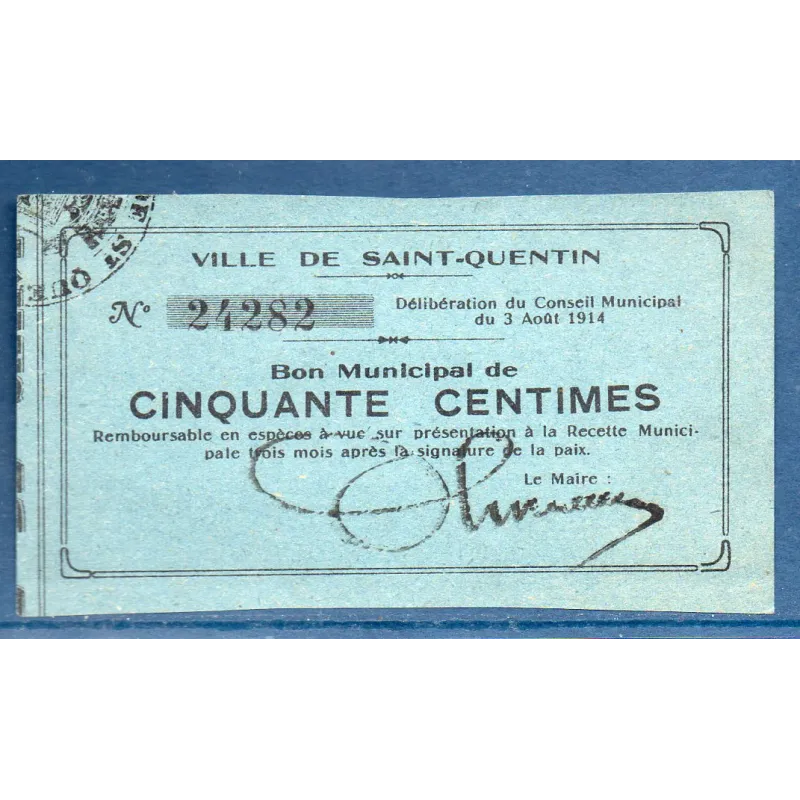 VILLE DE SAINT-QUENTIN
N° 24282
Délibération du Conseil Municipal
du 3 Août 1914
Bon Municipal de
CINQUANTE CENTIMES
Remboursable en espèces à vue sur présentation à la Recette Munici-
pale trois mois après la signature de la paix.
Le Maire :
ST QUE